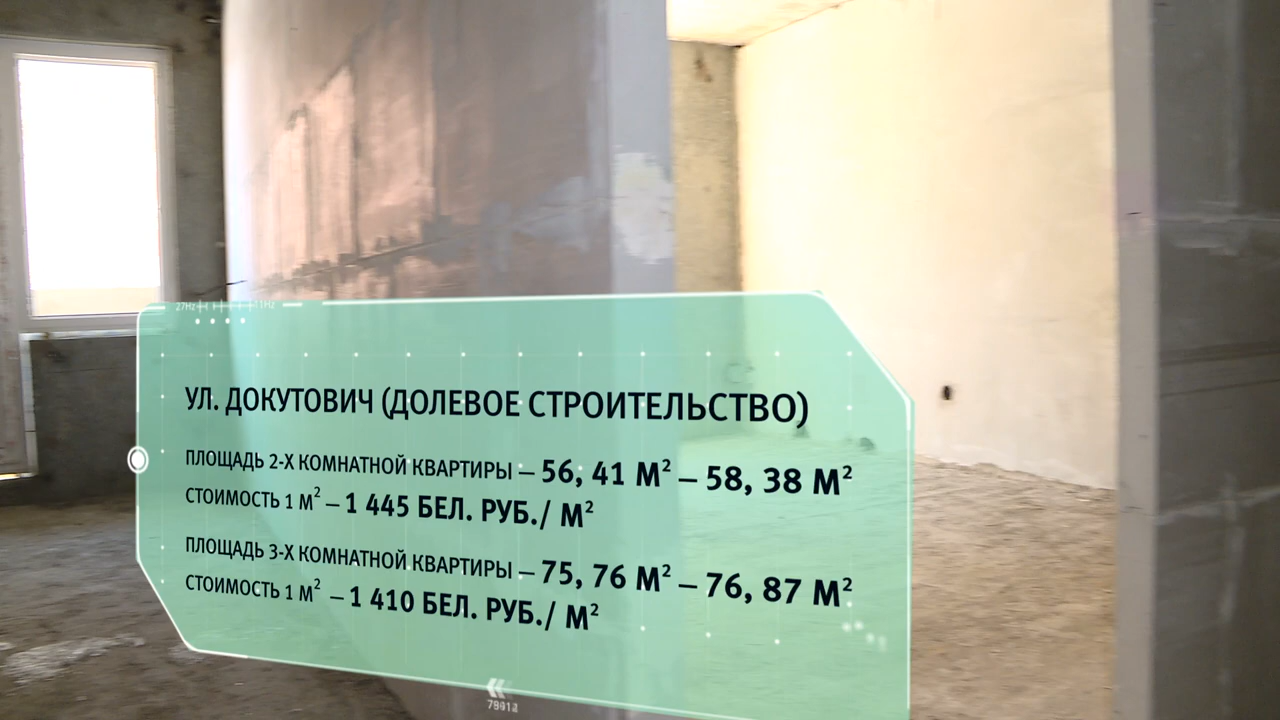 27Hz 11Hz
УЛ. ДОКУТОВИЧ (ДОЛЕВОЕ СТРОИТЕЛЬСТВО)
ПЛОЩАДЬ 2-Х КОМНАТНОЙ КВАРТИРЫ – 56, 41 М² – 58, 38 М²
СТОИМОСТЬ 1 М² – 1 445 БЕЛ. РУБ./ М²
ПЛОЩАДЬ 3-Х КОМНАТНОЙ КВАРТИРЫ – 75, 76 М² – 76, 87 М²
СТОИМОСТЬ 1 М² – 1 410 БЕЛ. РУБ./ М²